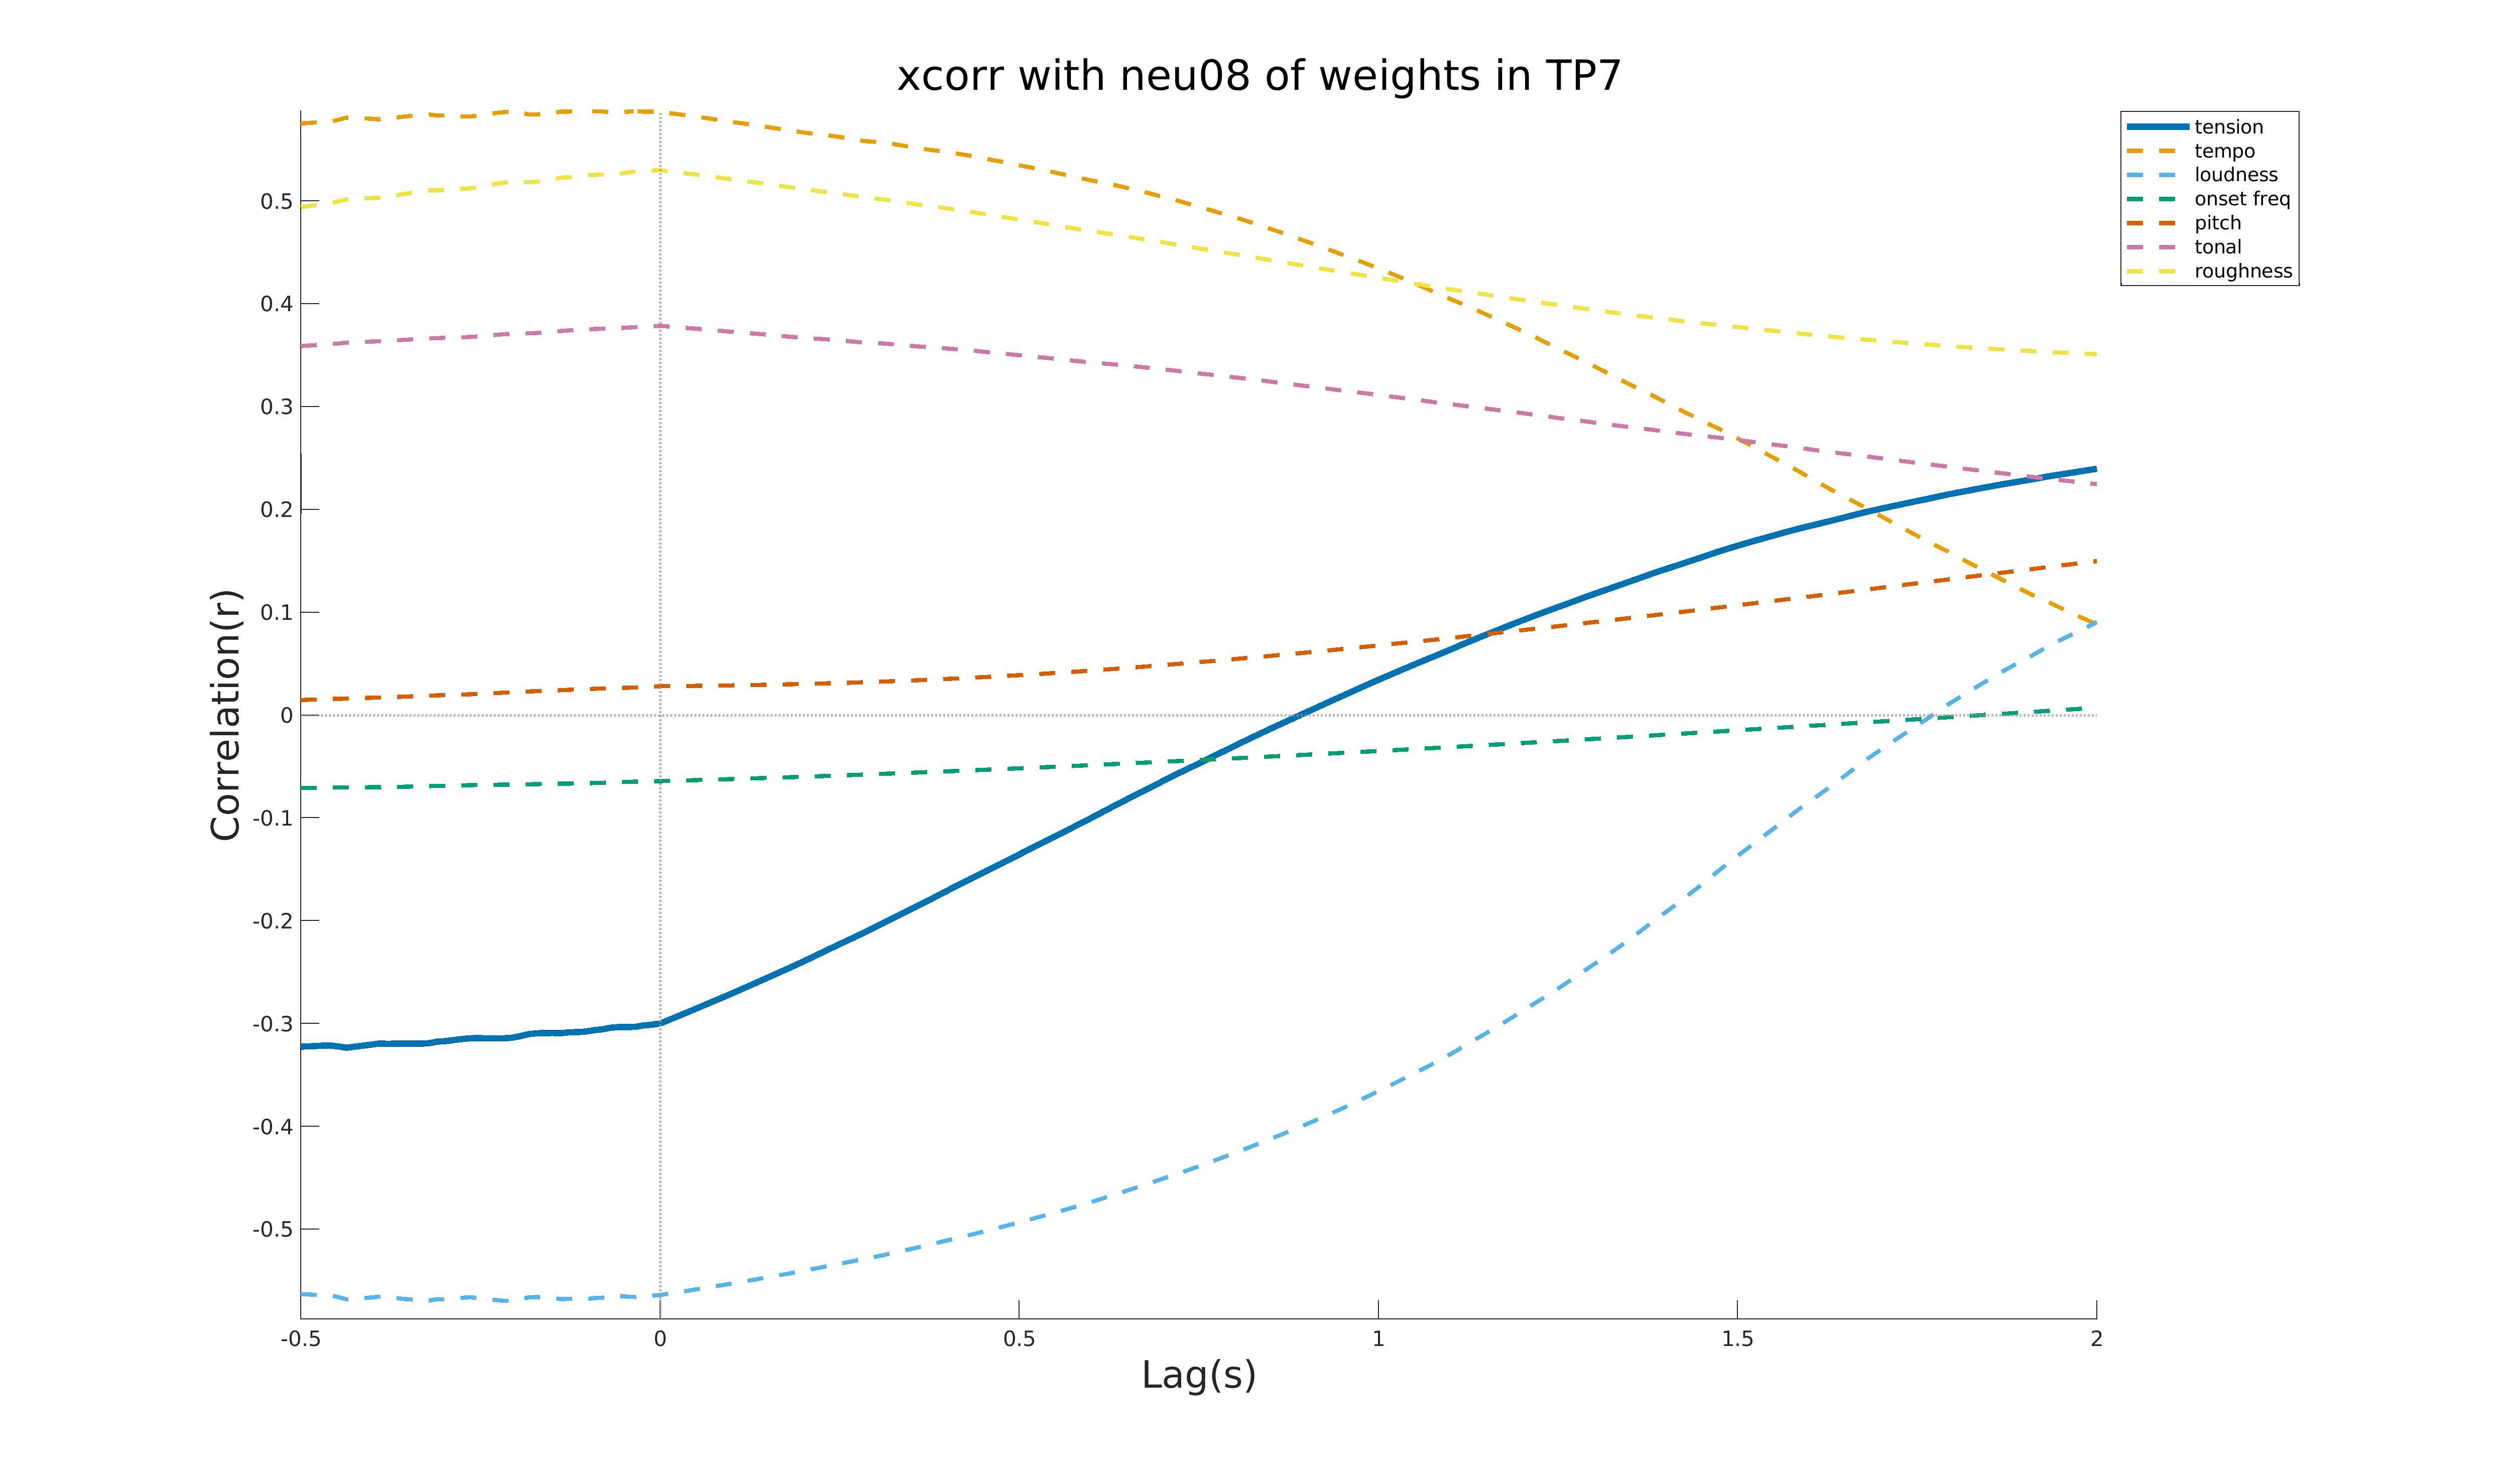 xcorr with neu08 of weights in TP7
tension
tempo
loudness
onset freq
pitch
tonal
roughness
Correlation(r)
0.5
0.4
0.3
0.2
0.1
0
-0.1
-0.2
-0.3
-0.4
-0.5
-0.5 0 0.5 1 1.5 2
Lag(s)